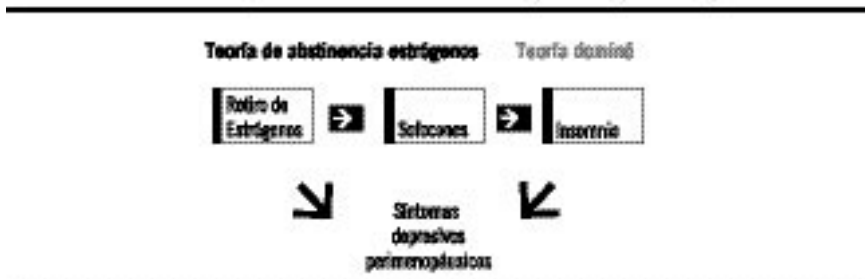 Teoría de abstinencia estrógenos Teoría dominó
Retiro de
Estrógenos
Sofocones
Insomnio
Síntomas
depresivos
perimenopáusicos